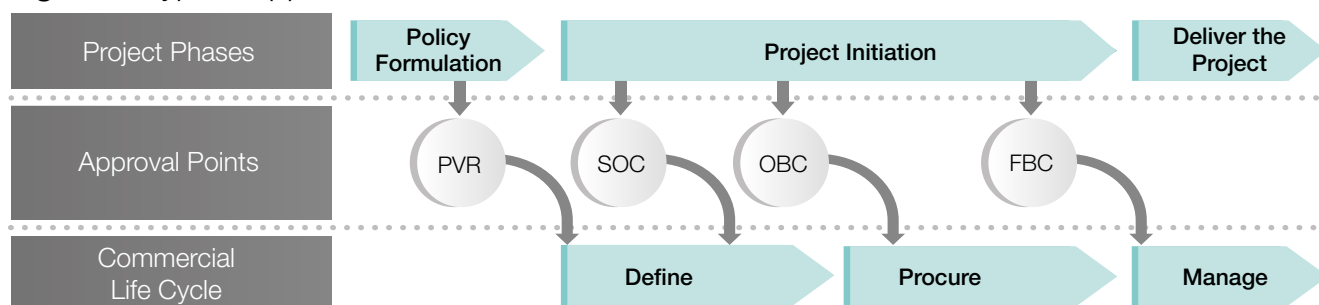 Project Phases
Policy
Formulation
Project Initiation
Deliver the
Project
Approval Points
PVR
SOC
OBC
FBC
Commercial
Life Cycle
Define
Procure
Manage